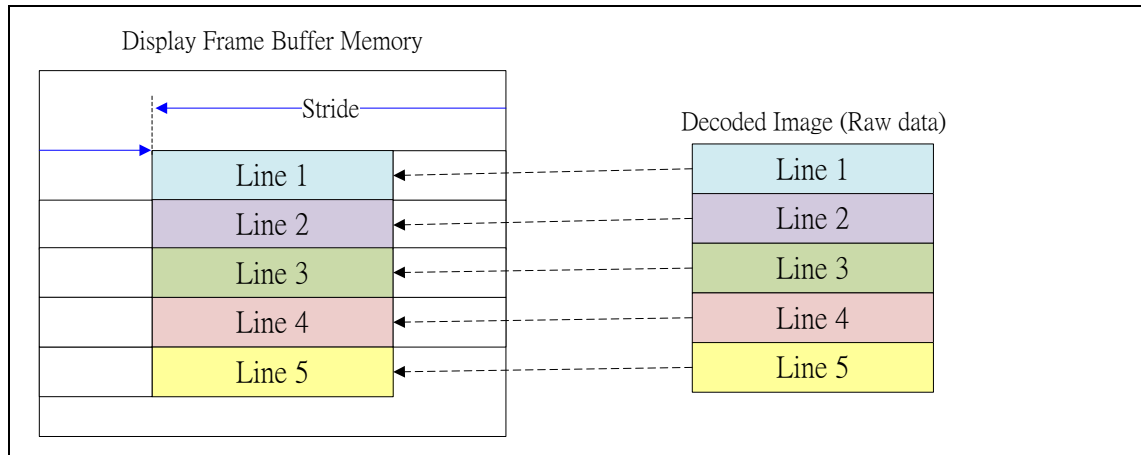 Display Frame Buffer Memory
Stride
Line 1
Line 2
Line 3
Line 4
Line 5
Decoded Image (Raw data)
Line 1
Line 2
Line 3
Line 4
Line 5